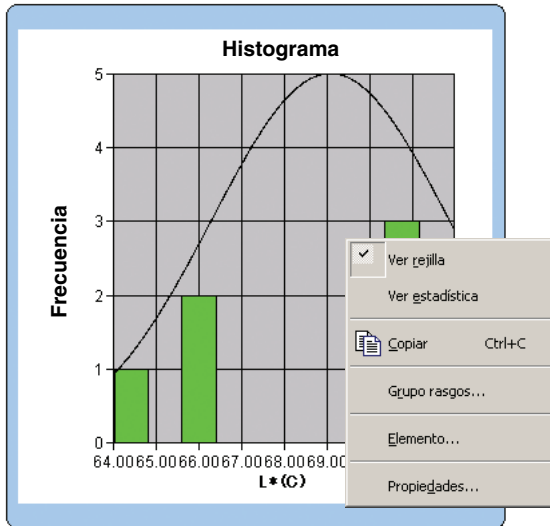 Histograma
Frecuencia
5
4
3
2
1
0
64.00 65.00 66.00 67.00 68.00 69.00
L*(C)
Ver rejilla
Ver estadística
Copiar Ctrl+C
Grupo rasgos...
Elemento...
Propiedades...